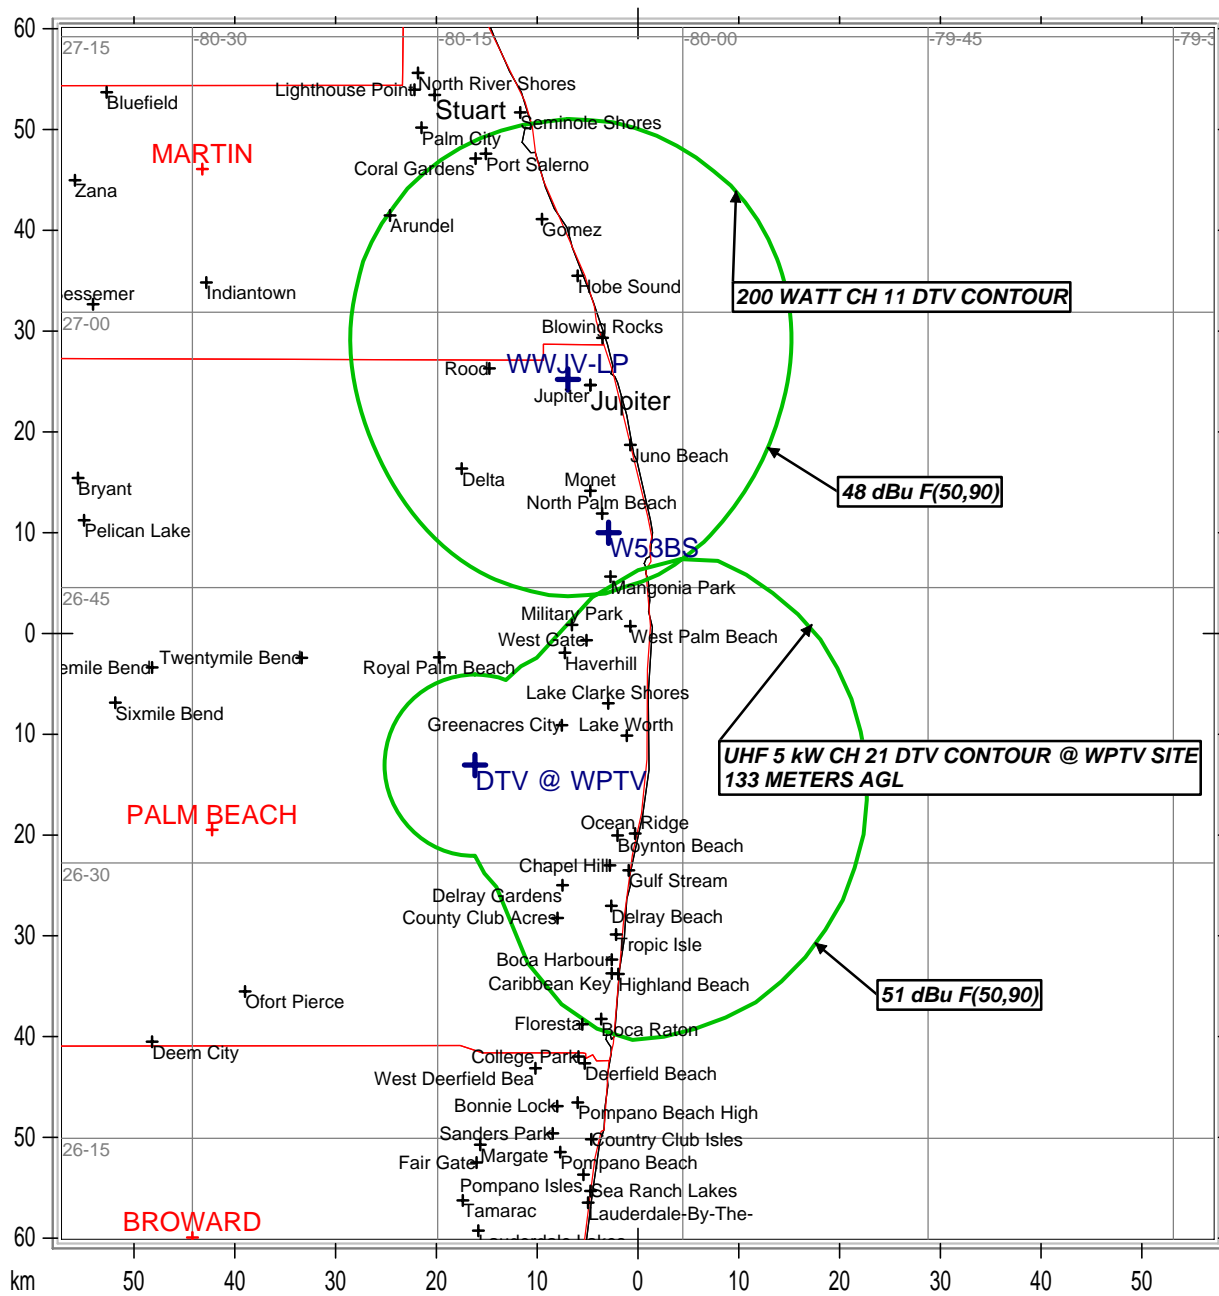 60
27-15
-80-30
-80-15
-80-00
-79-45
-79-3
North River Shores
Lighthouse Point
Bluefield
Stuart
Seminole Shores
50
Palm City
MARTIN
Coral Gardens
Port Salerno
Zana
40
Arundel
Gomez
Hobe Sound
Indiantown
essemer
200 WATT CH 11 DTV CONTOUR
27-00
Blowing Rocks
30
WWJV-LP
Rood
Jupiter
Jupiter
20
Juno Beach
Delta
Monet
Bryant
48 dBu F(50,90)
North Palm Beach
Pelican Lake
10
W53BS
26-45
Mangonia Park
Military Park
0
West Gate
West Palm Beach
emile Bend
Twentymile Bend
Royal Palm Beach
Haverhill
Lake Clarke Shores
Sixmile Bend
Greenacres City
Lake Worth
10
UHF 5 kW CH 21 DTV CONTOUR @ WPTV SITE
133 METERS AGL
DTV @ WPTV
PALM BEACH
20
Ocean Ridge
Boynton Beach
26-30
Chapel Hill
Gulf Stream
Delray Gardens
County Club Acres
Delray Beach
30
Tropic Isle
Boca Harbour
Caribbean Key
Highland Beach
51 dBu F(50,90)
Ofort Pierce
Floresta
Boca Raton
40
Deem City
College Park
West Deerfield Bea
Deerfield Beach
Bonnie Lock
Pompano Beach High
50
26-15
Sanders Park
Country Club Isles
Margate
Fair Gate
Pompano Beach
Pompano Isles
Sea Ranch Lakes
Tamarac
Lauderdale-By-The-
BROWARD
60
Lauderdale Lakes
km
50
40
30
20
10
0
10
20
30
40
50